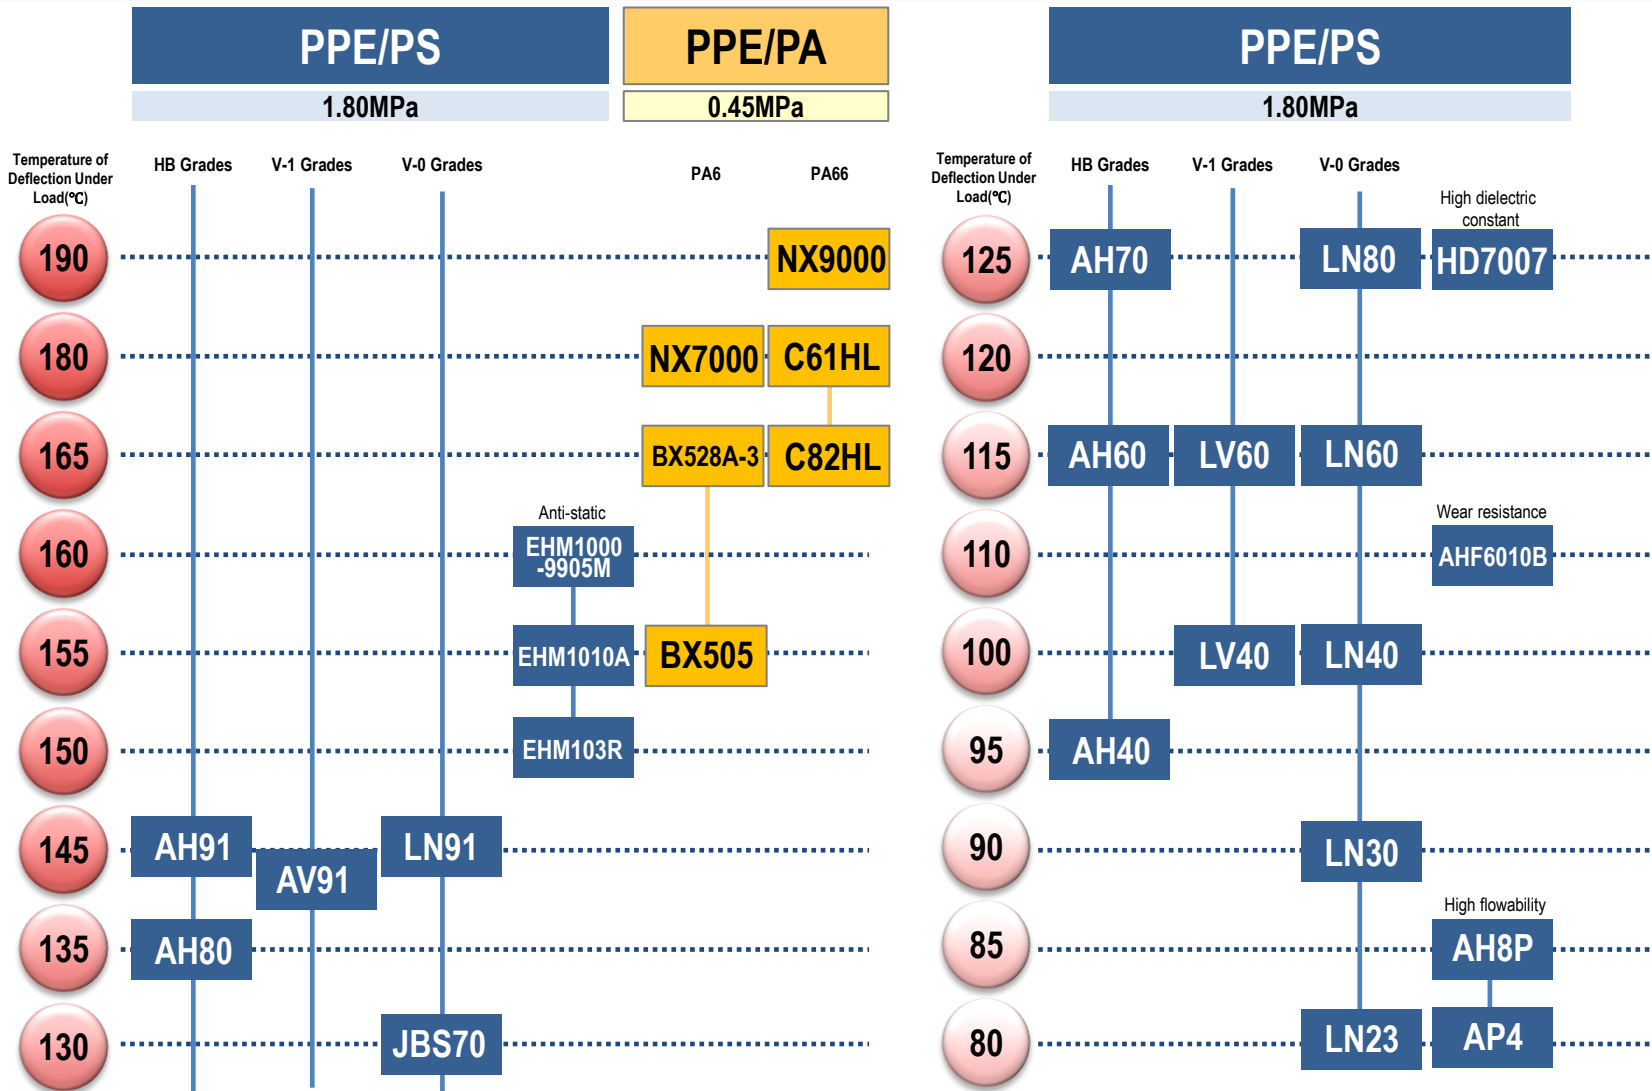 PPE/PS
PPE/PA
1.80MPa
0.45MPa
Temperature of
Deflection Under
Load(℃)
HB Grades
V-1 Grades
V-0 Grades
PA6
PA66
190
NX9000
180
NX7000
C61HL
165
BX528A-3
C82HL
Anti-static
160
EHM1000
-9905M
155
EHM1010A
BX505
150
EHM103R
145
AH91
AV91
LN91
135
AH80
130
JBS70
PPE/PS
1.80MPa
Temperature of
Deflection Under
Load(℃)
HB Grades
V-1 Grades
V-0 Grades
High dielectric
constant
125
AH70
LN80
HD7007
120
115
AH60
LV60
LN60
Wear resistance
110
AHF6010B
100
LV40
LN40
95
AH40
90
LN30
High flowability
85
AH8P
80
LN23
AP4